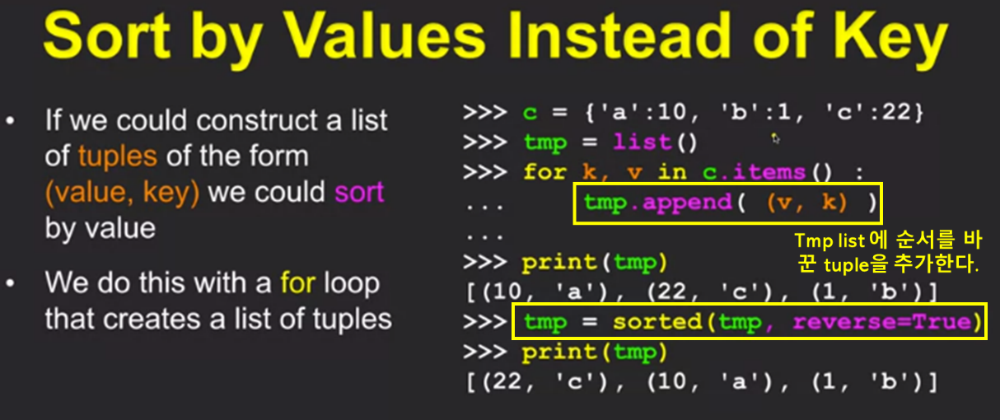 Sort by Values Instead of Key
• If we could construct a list
of tuples of the form
(value, key) we could sort
by value
• We do this with a for loop
that creates a list of tuples
>>> c = {'a':10, 'b':1, 'c':22}
>>> tmp = list()
>>> for k, v in c.items() :
...     tmp.append( (v, k) )
...
Tmp list에 순서를 바
꾼 tuple을 추가한다.
>>> print(tmp)
[(10, 'a'), (22, 'c'), (1, 'b')]
>>> tmp = sorted(tmp, reverse=True)
>>> print(tmp)
[(22, 'c'), (10, 'a'), (1, 'b')]